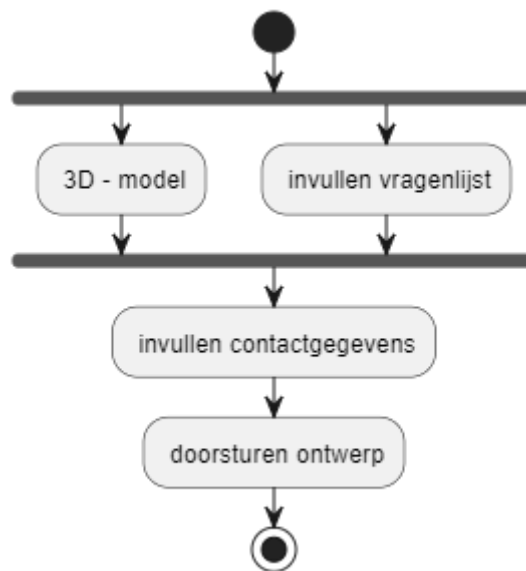 3D - model
invullen vragenlijst
invullen contactgegevens
doorsturen ontwerp